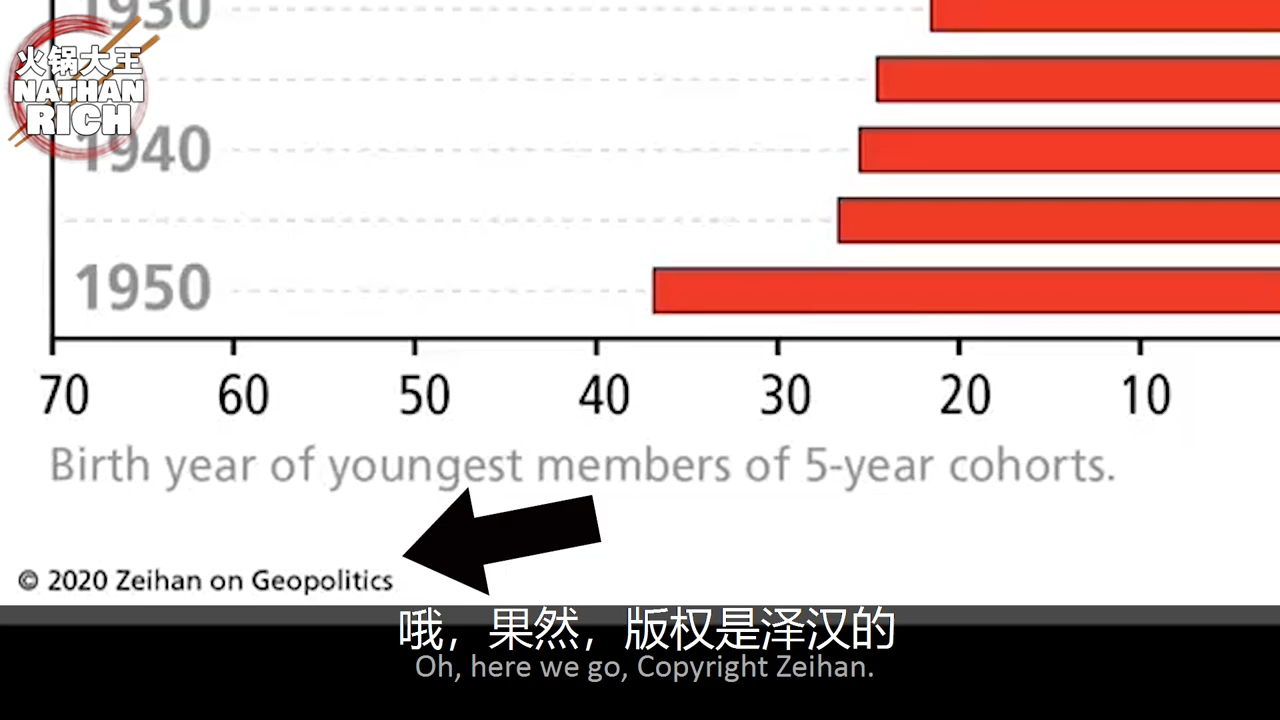 1930
火锅大王
NATHAN
RICH
1940
1950
70 60 50 40 30 20 10
Birth year of youngest members of 5-year cohorts.
© 2020 Zeihan on Geopolitics
哦，果然，版权是泽汉的
Oh, here we go, Copyright Zeihan.